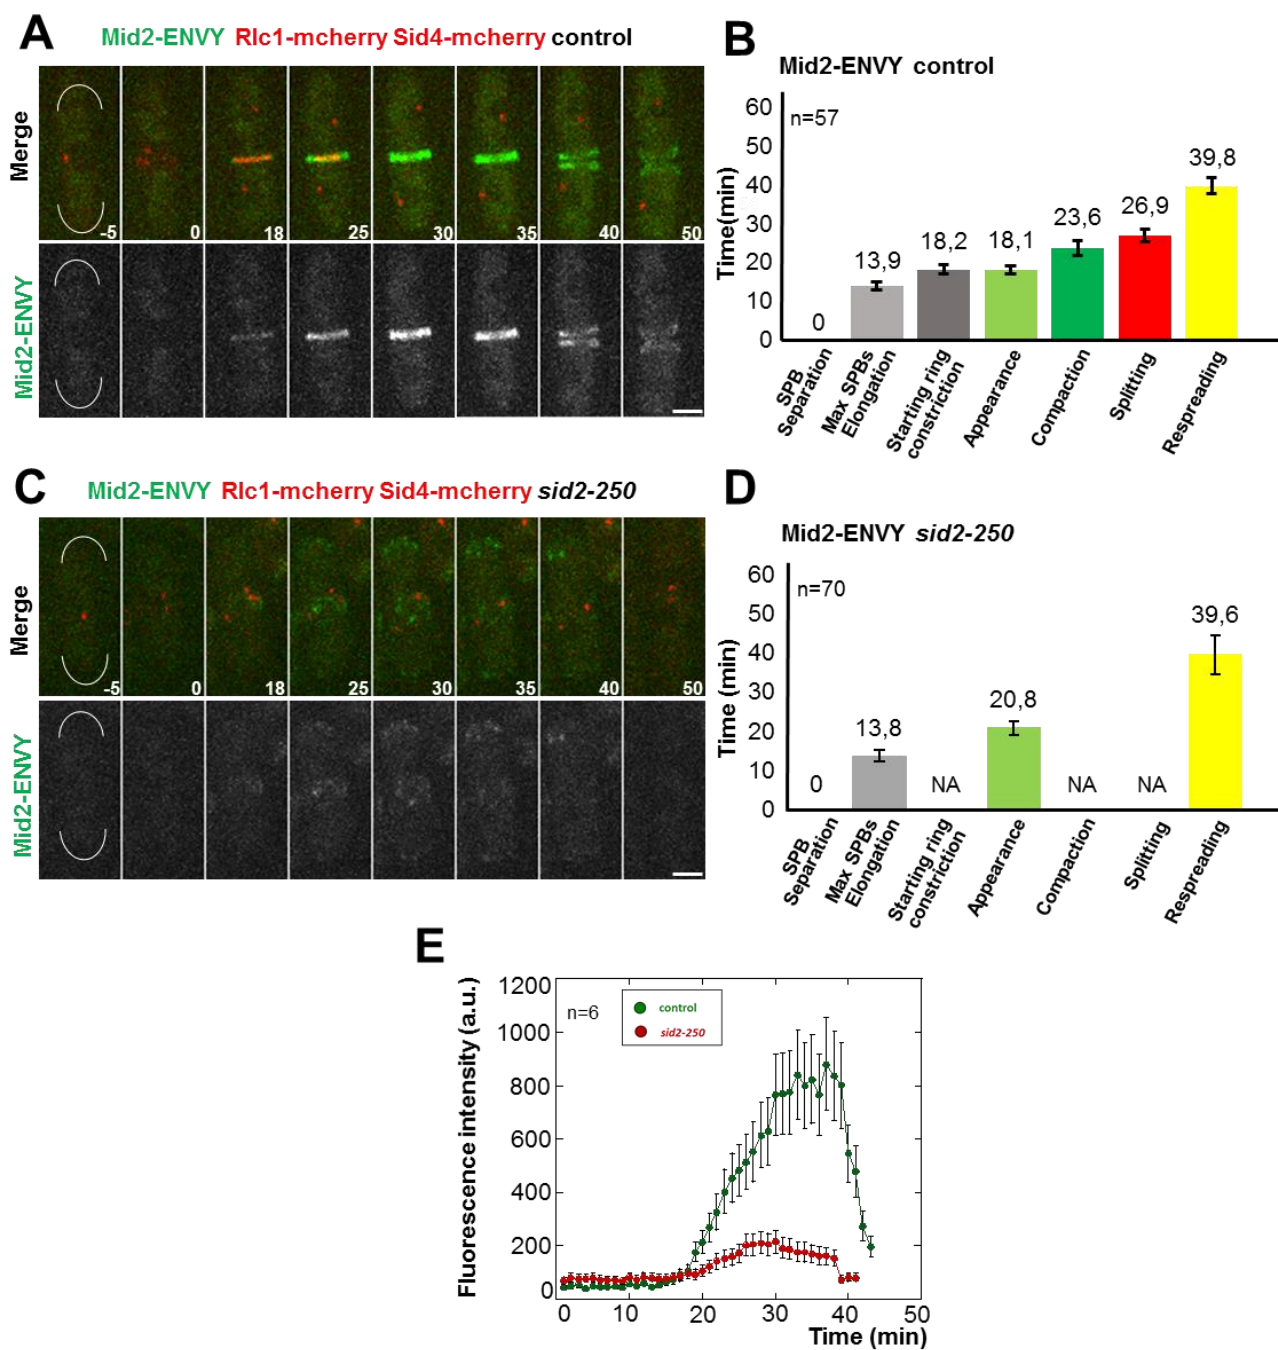 A
Mid2-ENVY Rlc1-mcherry Sid4-mcherry control
Merge
-5 0 18 25 30 35 40 50
Mid2-ENVY
B
Mid2-ENVY control
n=57
Time(min)
60
50
40
30
20
10
0
0
13,9
18,2
18,1
23,6
26,9
39,8
SPB
Separation
Max SPBs
Elongation
Starting ring
constriction
Appearance
Compaction
Splitting
Respreading
C
Mid2-ENVY Rlc1-mcherry Sid4-mcherry sid2-250
Merge
-5 0 18 25 30 35 40 50
Mid2-ENVY
D
Mid2-ENVY sid2-250
n=70
Time (min)
60
50
40
30
20
10
0
0
13,8
NA
20,8
NA
NA
39,6
SPB
Separation
Max SPBs
Elongation
Starting ring
constriction
Appearance
Compaction
Splitting
Respreading
E
Fluorescence intensity (a.u.)
1200
1000
800
600
400
200
0
n=6
control
sid2-250
0 10 20 30 40 50
Time (min)